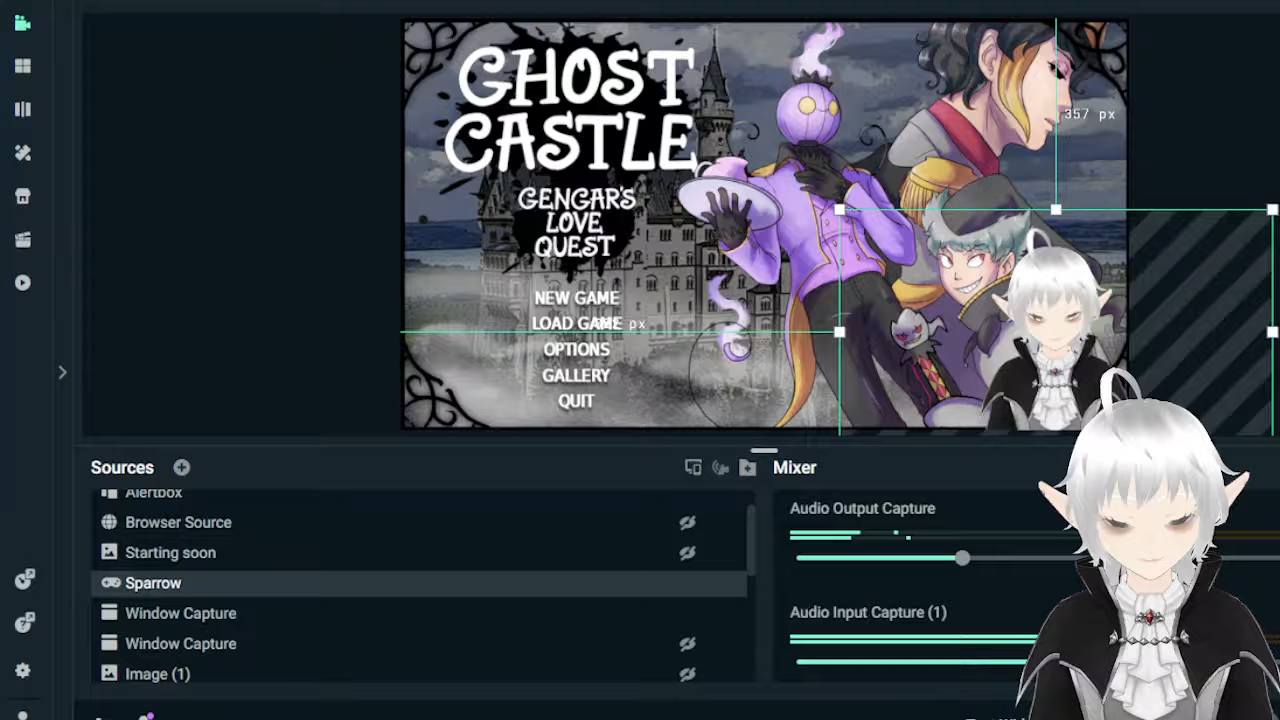 GHOST
CASTLE
GENGAR'S
LOVE
QUEST
NEW GAME
LOAD GAME
px
OPTIONS
GALLERY
QUIT
357 px
Sources
Alertbox
Browser Source
Starting soon
Sparrow
Window Capture
Window Capture
Image (1)
Mixer
Audio Output Capture
Audio Input Capture (1)